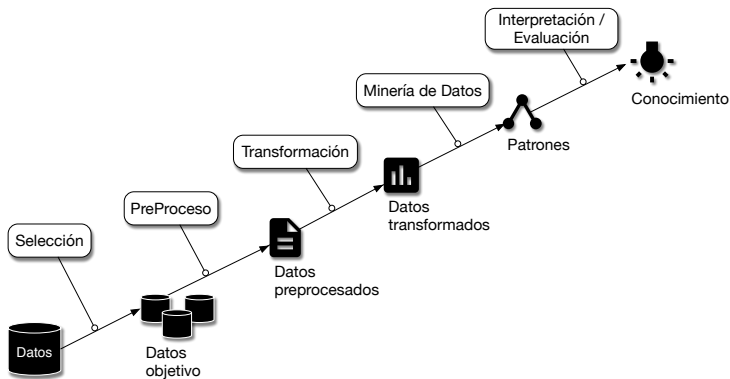 Interpretación /
Evaluación
Conocimiento
Minería de Datos
Patrones
Transformación
Datos
transformados
PreProceso
Datos
preprocesados
Selección
Datos
objetivo
Datos